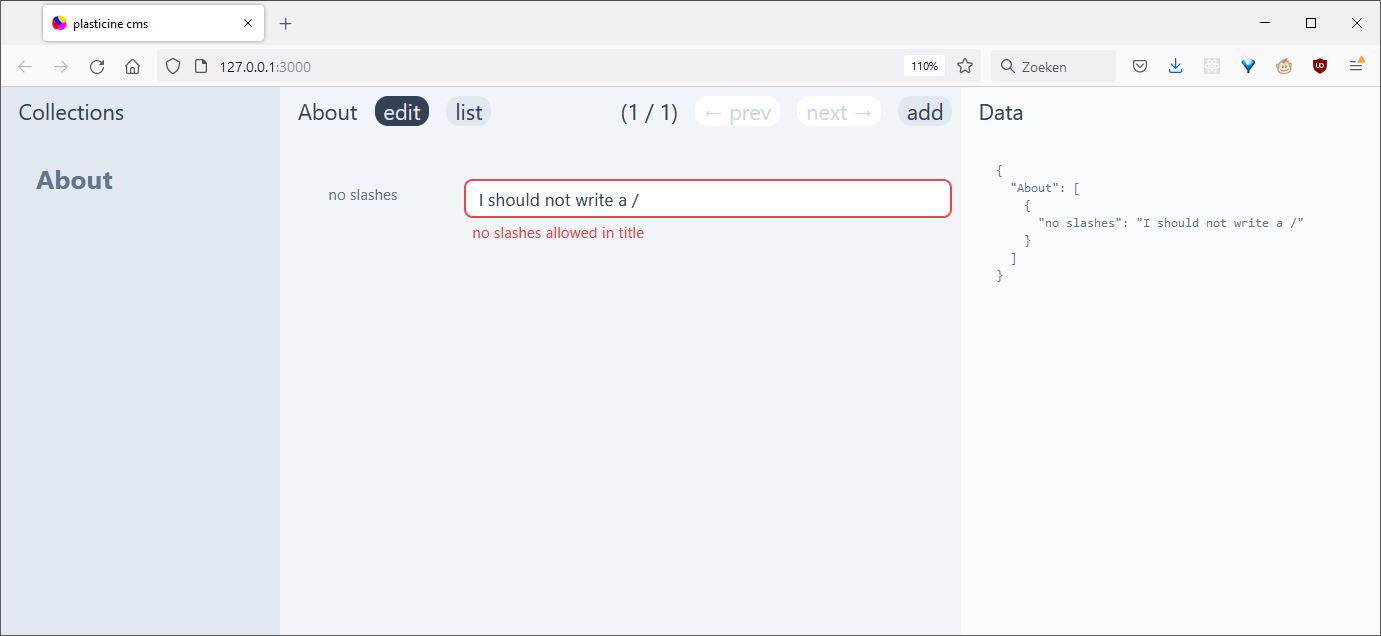 plasticine cms
127.0.0.1:3000
110%
Zoeken
Collections
About
About edit list (1 / 1) ← prev next → add
no slashes
I should not write a /
no slashes allowed in title
Data
{
"About": [
{
"no slashes": "I should not write a /"
}
]
}